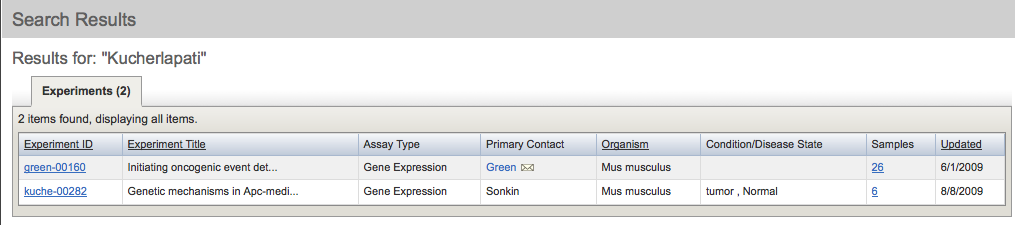 Search Results
Results for: "Kucherlapati"
Experiments (2)
2 items found, displaying all items.
Experiment ID Experiment Title Assay Type Primary Contact Organism Condition/Disease State Samples Updated
green-00160 Initiating oncogenic event det... Gene Expression Green Mus musculus 26 6/1/2009
kuche-00282 Genetic mechanisms in Apc-medi... Gene Expression Sonkin Mus musculus tumor , Normal 6 8/8/2009